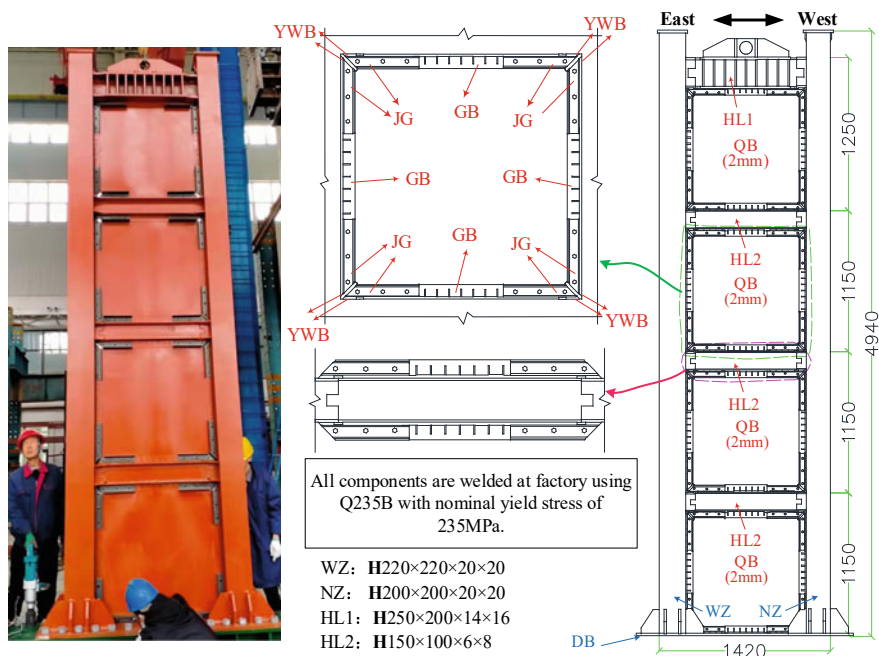 YWB
YWB
JG
GB
JG
GB
GB
JG
GB
JG
YWB
YWB
All components are welded at factory using
Q235B with nominal yield stress of
235MPa.
WZ: H220×220×20×20
NZ: H200×200×20×20
HL1: H250×200×14×16
HL2: H150×100×6×8
East West
HL1
QB
(2mm)
1250
HL2
QB
(2mm)
1150
4940
HL2
QB
(2mm)
1150
HL2
QB
(2mm)
1150
WZ NZ
DB
1420